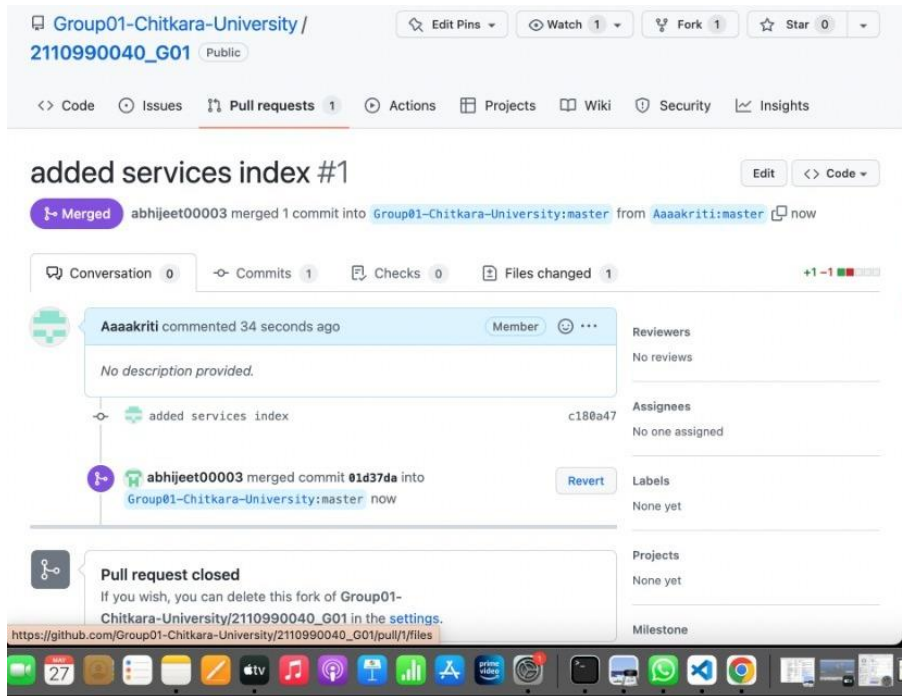 Group01-Chitkara-University /
2110990040_G01 Public
Edit Pins
Watch 1
Fork 1
Star 0
Code
Issues
Pull requests 1
Actions
Projects
Wiki
Security
Insights
added services index #1
Edit
Code
Merged
abhijeet00003 merged 1 commit into Group01-Chitkara-University:master from Aaaakriti:master now
Conversation 0
Commits 1
Checks 0
Files changed 1
+1 −1
Aaaakriti commented 34 seconds ago
Member
No description provided.
added services index
c180a47
abhijeet00003 merged commit 01d37da into
Group01-Chitkara-University:master now
Revert
Pull request closed
If you wish, you can delete this fork of Group01-
Chitkara-University/2110990040_G01 in the settings.
Reviewers
No reviews
Assignees
No one assigned
Labels
None yet
Projects
None yet
Milestone
https://github.com/Group01-Chitkara-University/2110990040_G01/pull/1/files
MAY
27
tv
prime
video